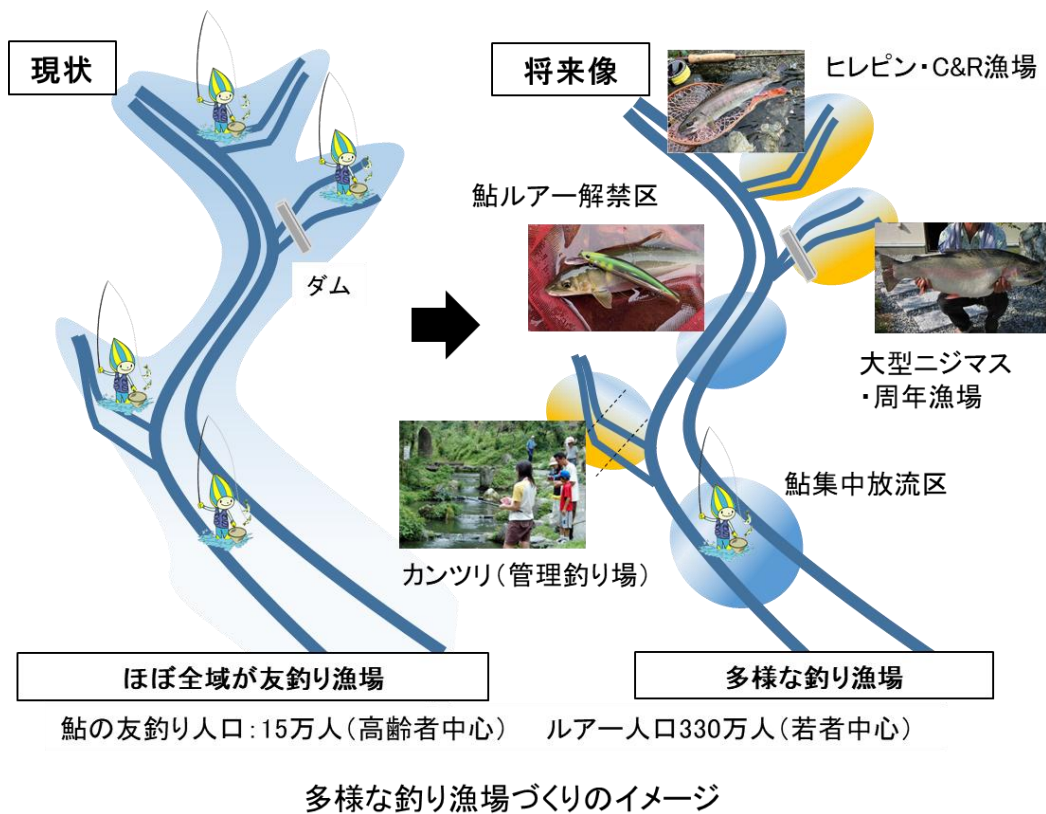 現状
将来像
ヒレピン・C&R漁場
鮎ルアー解禁区
ダム
大型ニジマス
・周年漁場
鮎集中放流区
カンツリ(管理釣り場)
ほぼ全域が友釣り漁場
多様な釣り漁場
鮎の友釣り人口:15万人(高齢者中心)
ルアー人口330万人(若者中心)
多様な釣り漁場づくりのイメージ